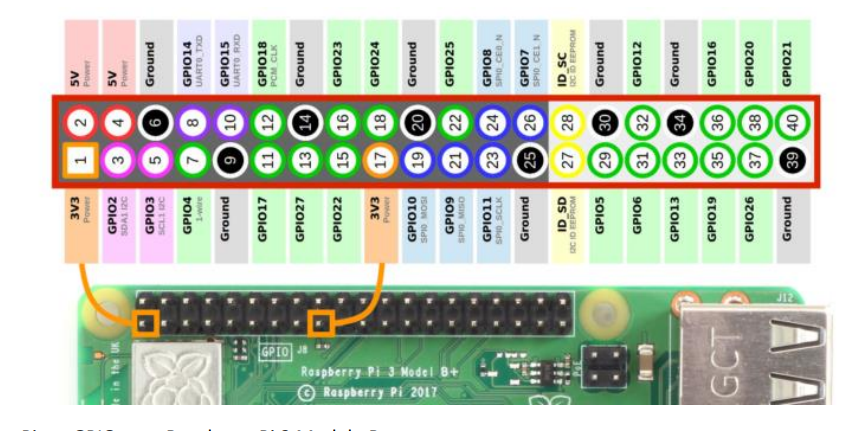 5V Power
5V Power
Ground
GPIO14 UART0_TXD
GPIO15 UART0_RXD
GPIO18 PCM_CLK
Ground
GPIO23
GPIO24
Ground
GPIO25
GPIO8 SPI0_CE0_N
GPIO7 SPI0_CE1_N
ID_SC I2C ID EEPROM
Ground
GPIO12
Ground
GPIO16
GPIO20
GPIO21
2 4 6 8 10 12 14 16 18 20 22 24 26 28 30 32 34 36 38 40
1 3 5 7 9 11 13 15 17 19 21 23 25 27 29 31 33 35 37 39
3V3 Power
GPIO2 SDA1 I2C
GPIO3 SCL1 I2C
GPIO4 1-wire
Ground
GPIO17
GPIO27
GPIO22
3V3 Power
GPIO10 SPI0_MOSI
GPIO9 SPI0_MISO
GPIO11 SPI0_SCLK
Ground
ID_SD I2C ID EEPROM
GPIO5
GPIO6
GPIO13
GPIO19
GPIO26
Ground
J12
GPIO J8
Raspberry Pi 3 Model B+
© Raspberry Pi 2017
in the UK
PoE
GCT